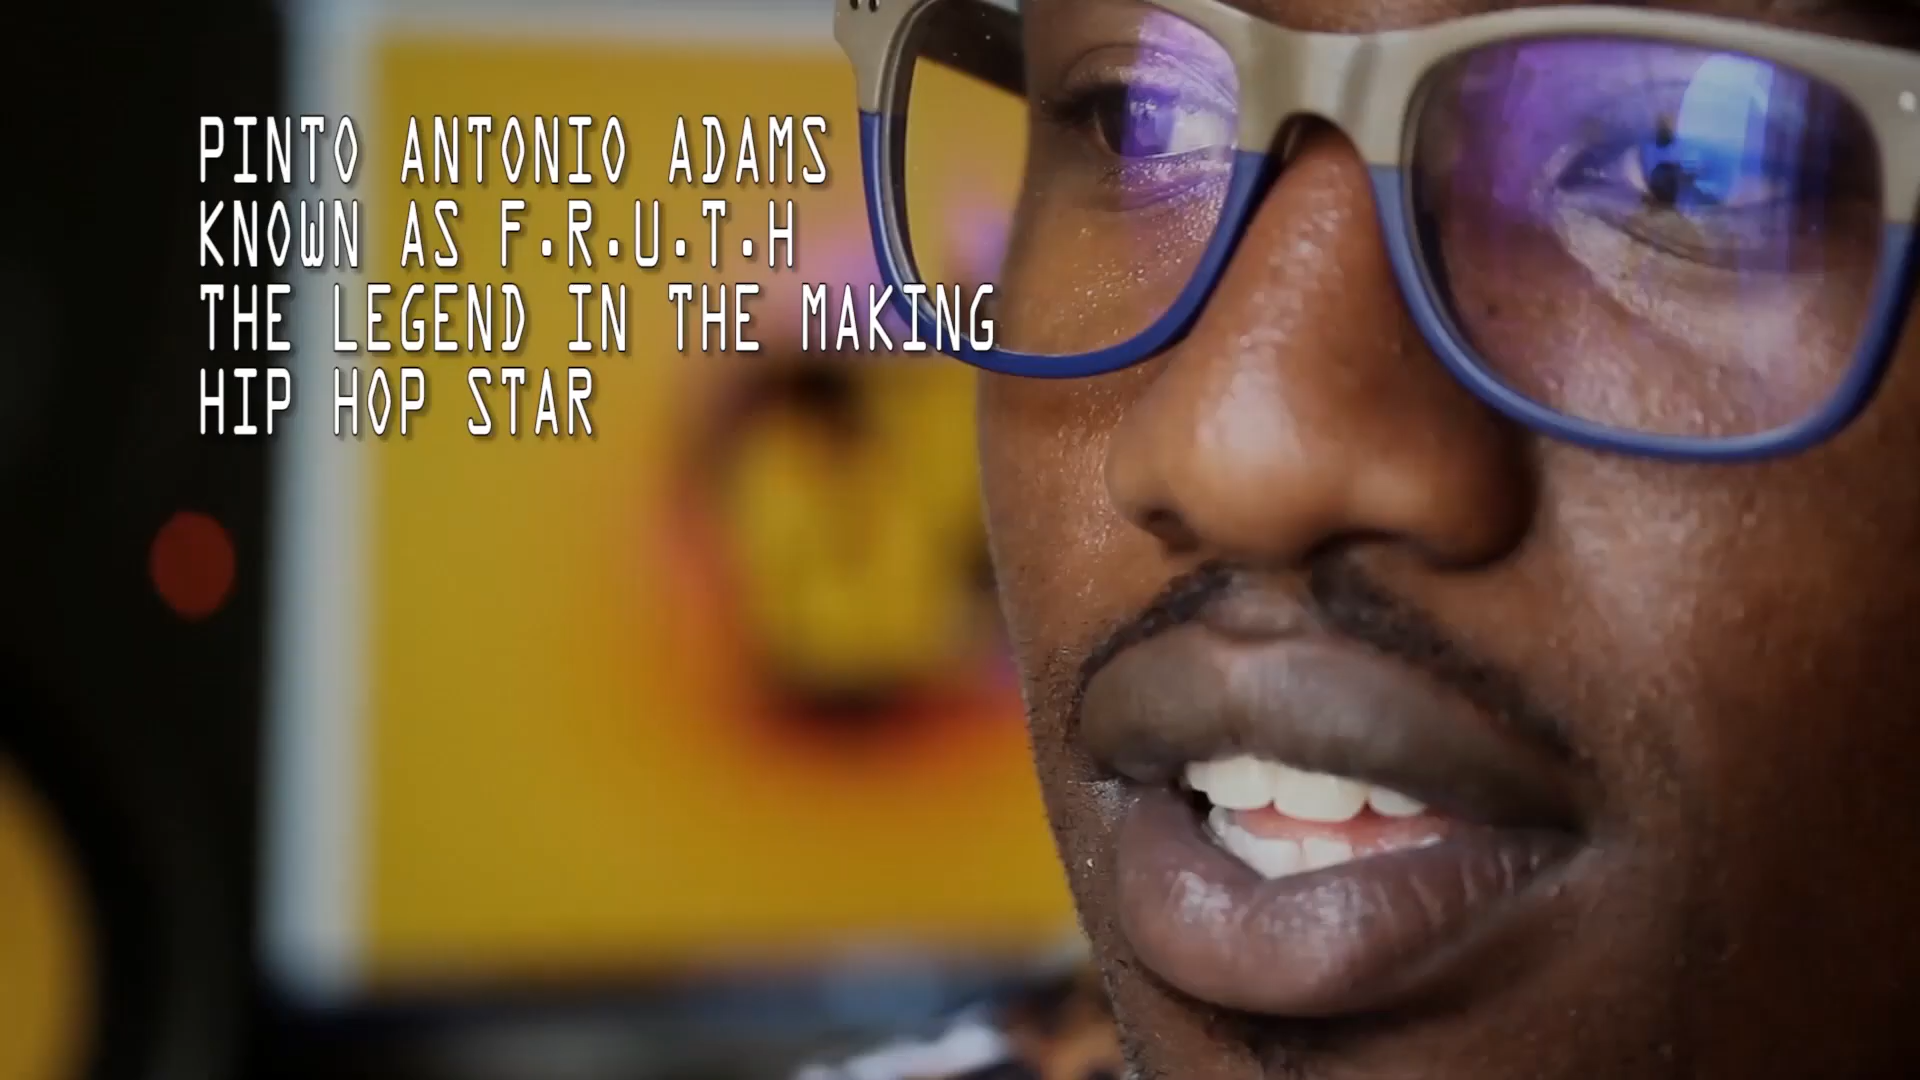 PINTO ANTONIO ADAMS
KNOWN AS F.R.U.T.H
THE LEGEND IN THE MAKING
HIP HOP STAR